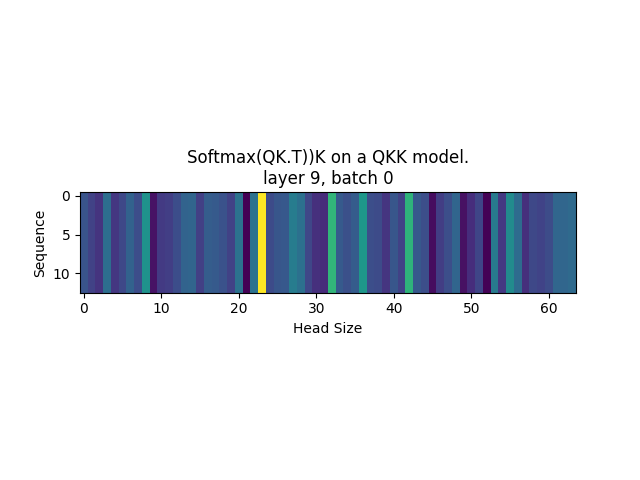 Softmax(QK.T))K on a QKK model.
layer 9, batch 0
Sequence
0
5
10
0 10 20 30 40 50 60
Head Size